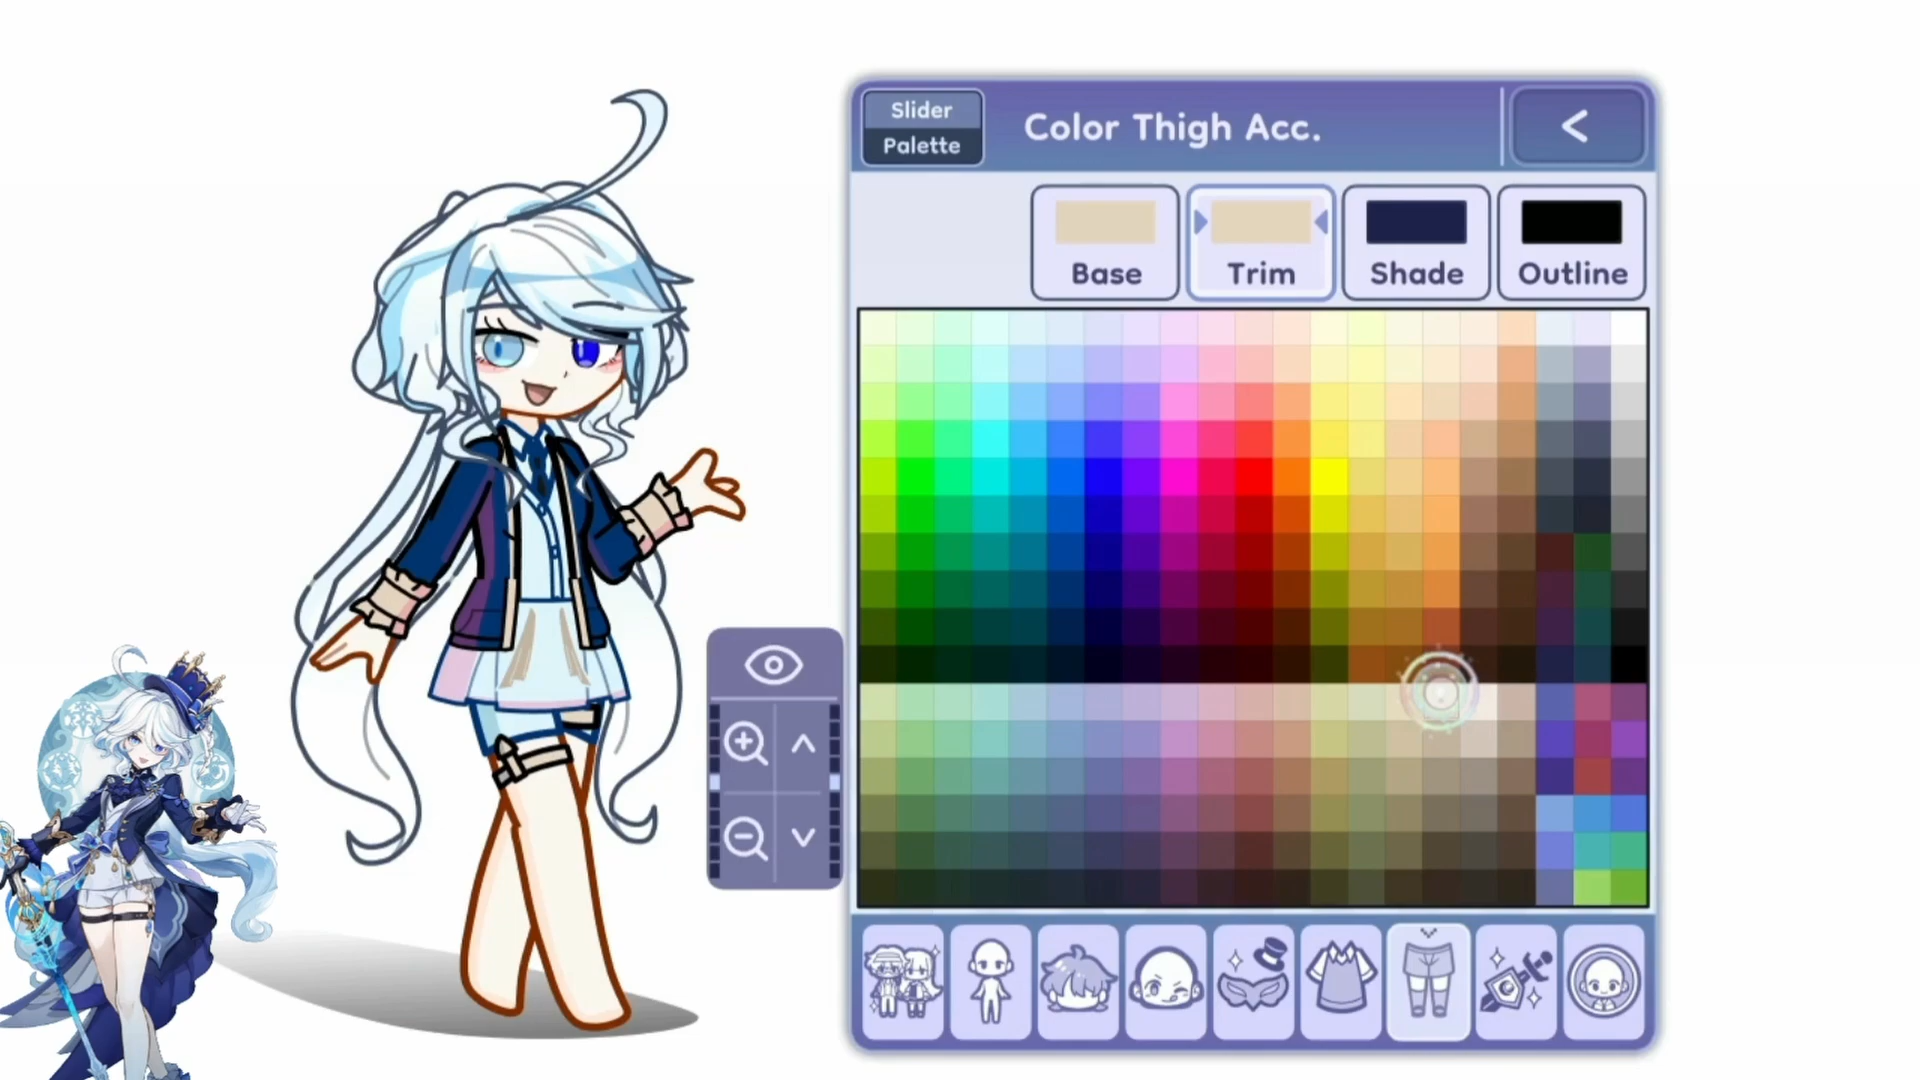 Slider
Palette
Color Thigh Acc.
<
Base
Trim
Shade
Outline